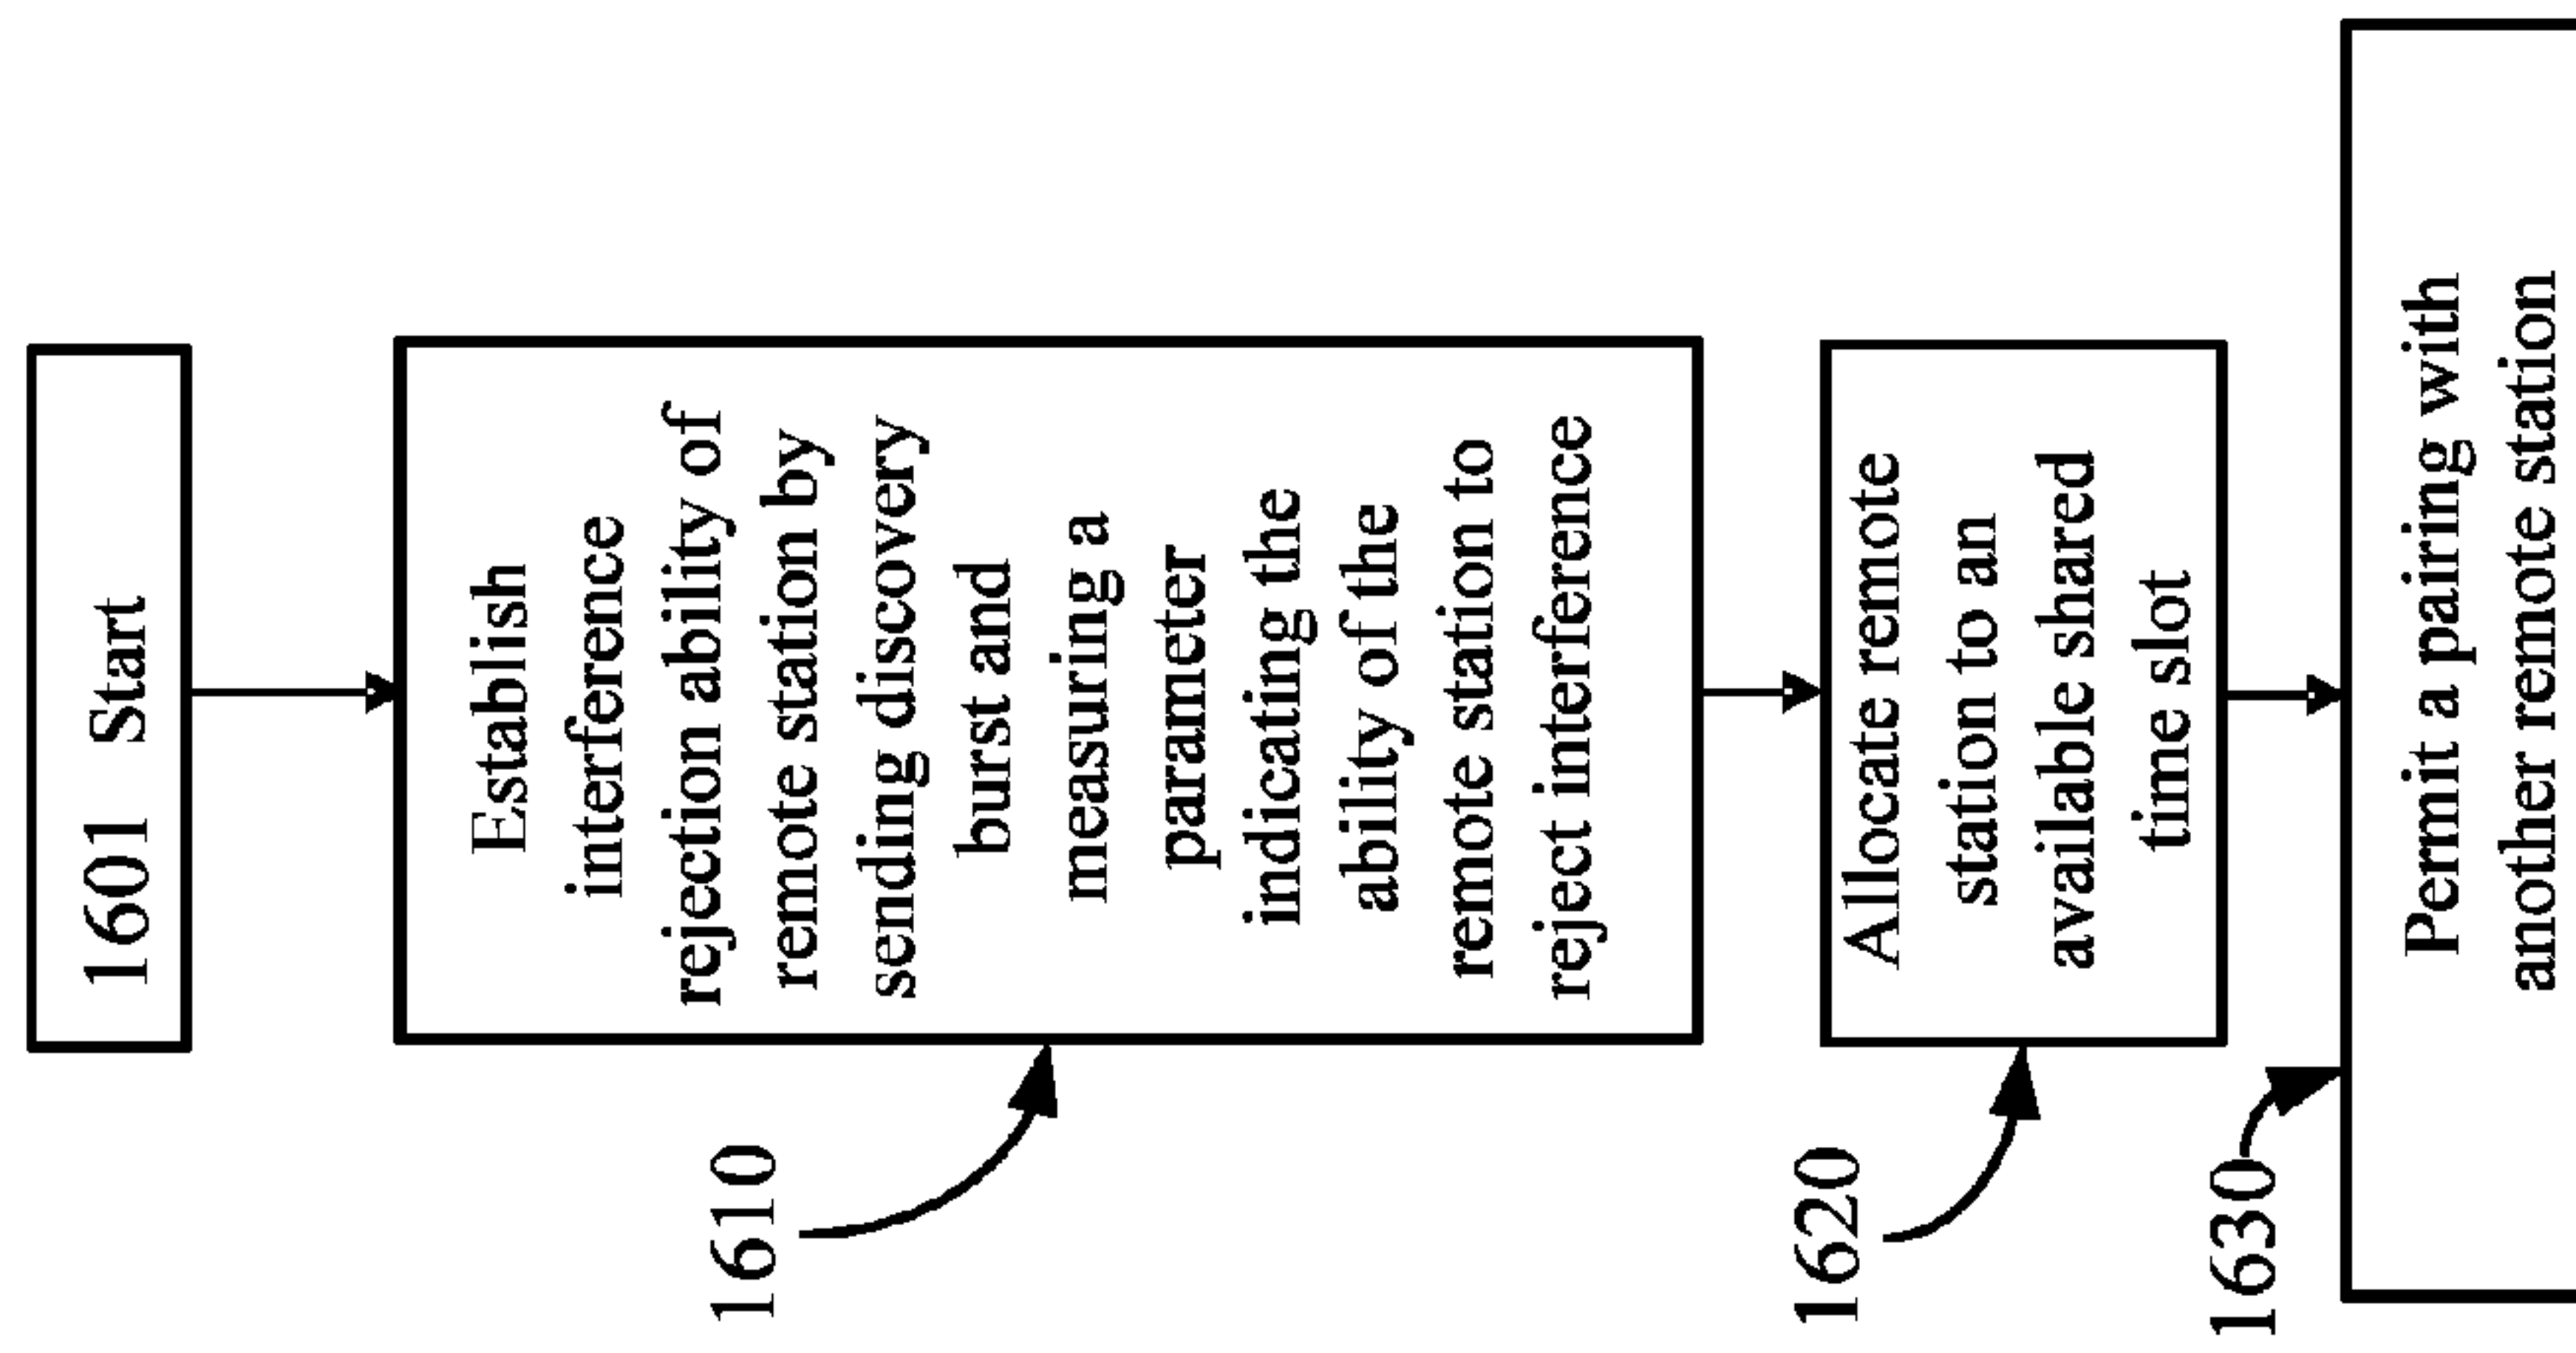 1601 Start
1610
Establish
interference
rejection ability of
remote station by
sending discovery
burst and
measuring a
parameter
indicating the
ability of the
remote station to
reject interference
1620
Allocate remote
station to an
available shared
time slot
1630
Permit a pairing with
another remote station